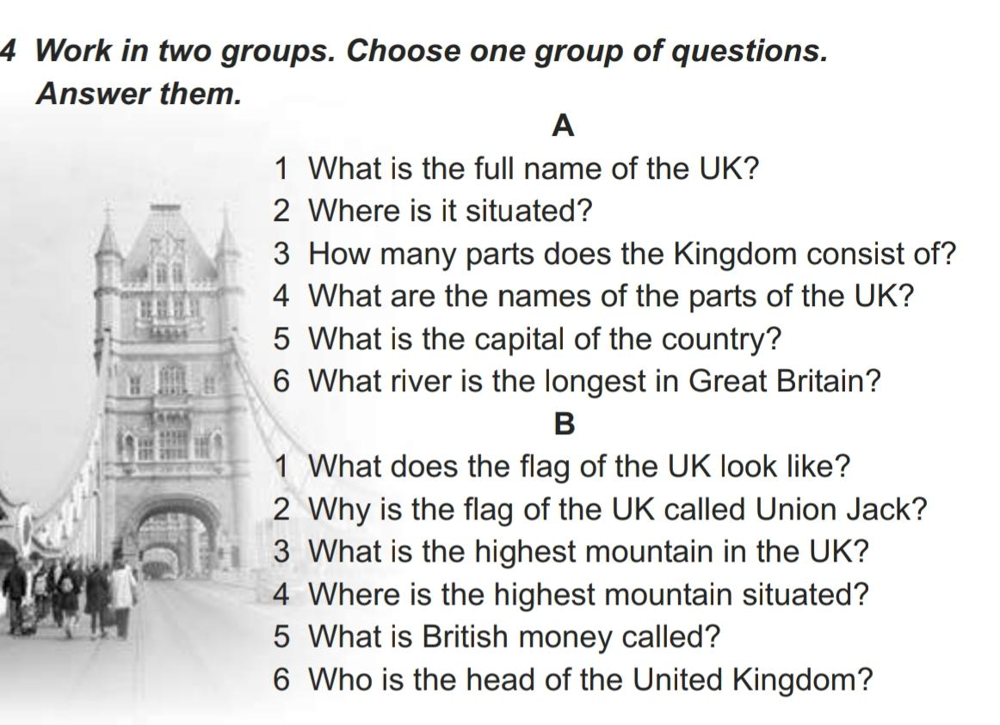 4 Work in two groups. Choose one group of questions.
Answer them.
A
1 What is the full name of the UK?
2 Where is it situated?
3 How many parts does the Kingdom consist of?
4 What are the names of the parts of the UK?
5 What is the capital of the country?
6 What river is the longest in Great Britain?
B
1 What does the flag of the UK look like?
2 Why is the flag of the UK called Union Jack?
3 What is the highest mountain in the UK?
4 Where is the highest mountain situated?
5 What is British money called?
6 Who is the head of the United Kingdom?